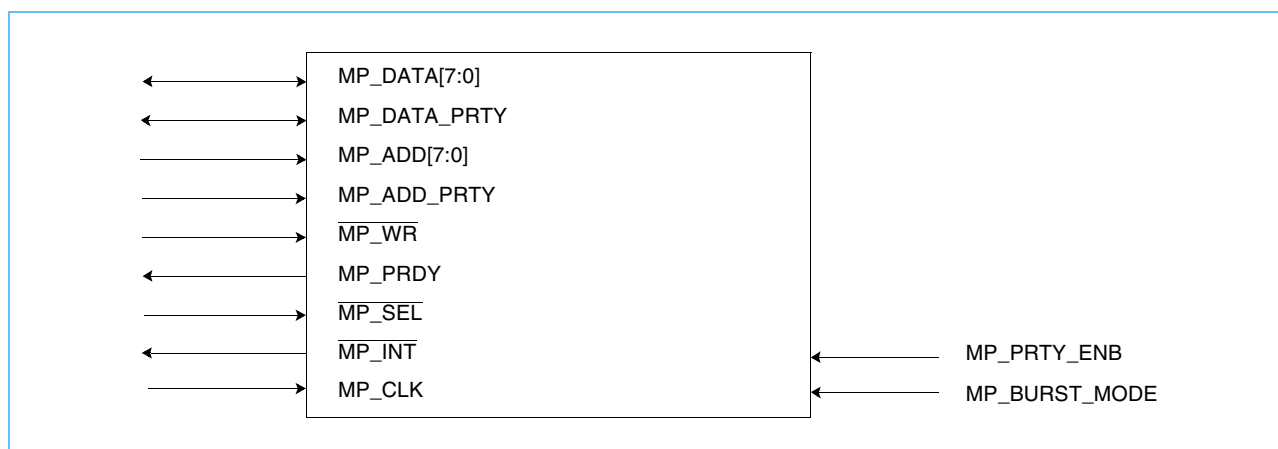 MP_DATA[7:0]
MP_DATA_PRTY
MP_ADD[7:0]
MP_ADD_PRTY
MP_WR
MP_PRDY
MP_SEL
MP_INT
MP_CLK
MP_PRTY_ENB
MP_BURST_MODE